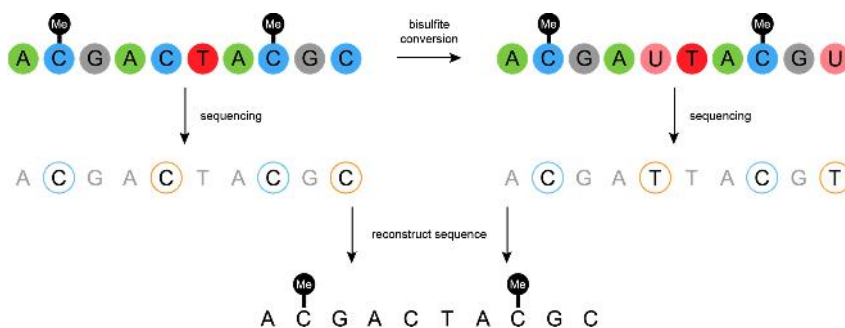 Me Me bisulfite conversion Me Me
A C G A C T A C G C A C G A U T A C G U
sequencing sequencing
A C G A C T A C G C A C G A T T A C G T
reconstruct sequence
Me Me
A C G A C T A C G C